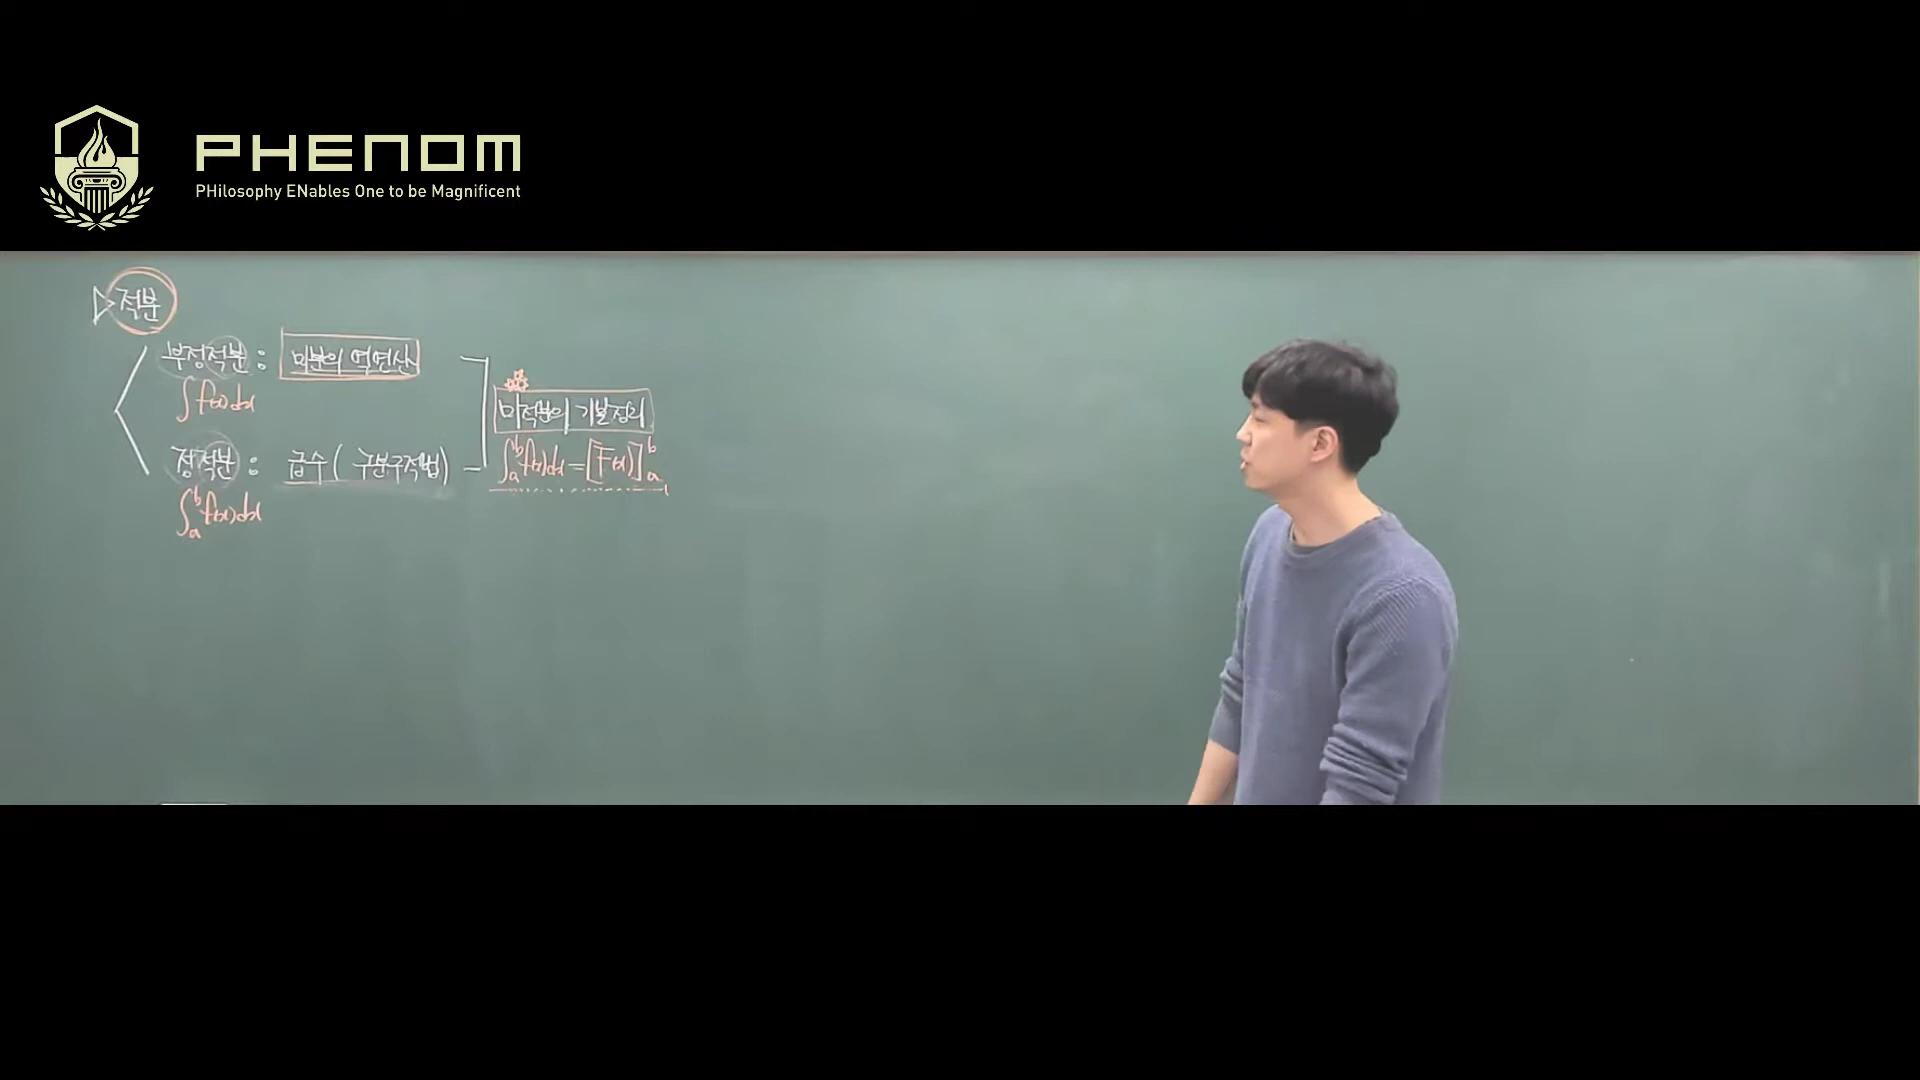 PHENOM
PHilosophy ENables One to be Magnificent
▷적분
부정적분 : 미분의 역연산
∫f(x)dx
미적분의 기본정리
정적분 : 급수( 구분구적법)
∫ₐᵇf(x)dx=[F(x)]ₐᵇ
∫ₐᵇf(x)dx